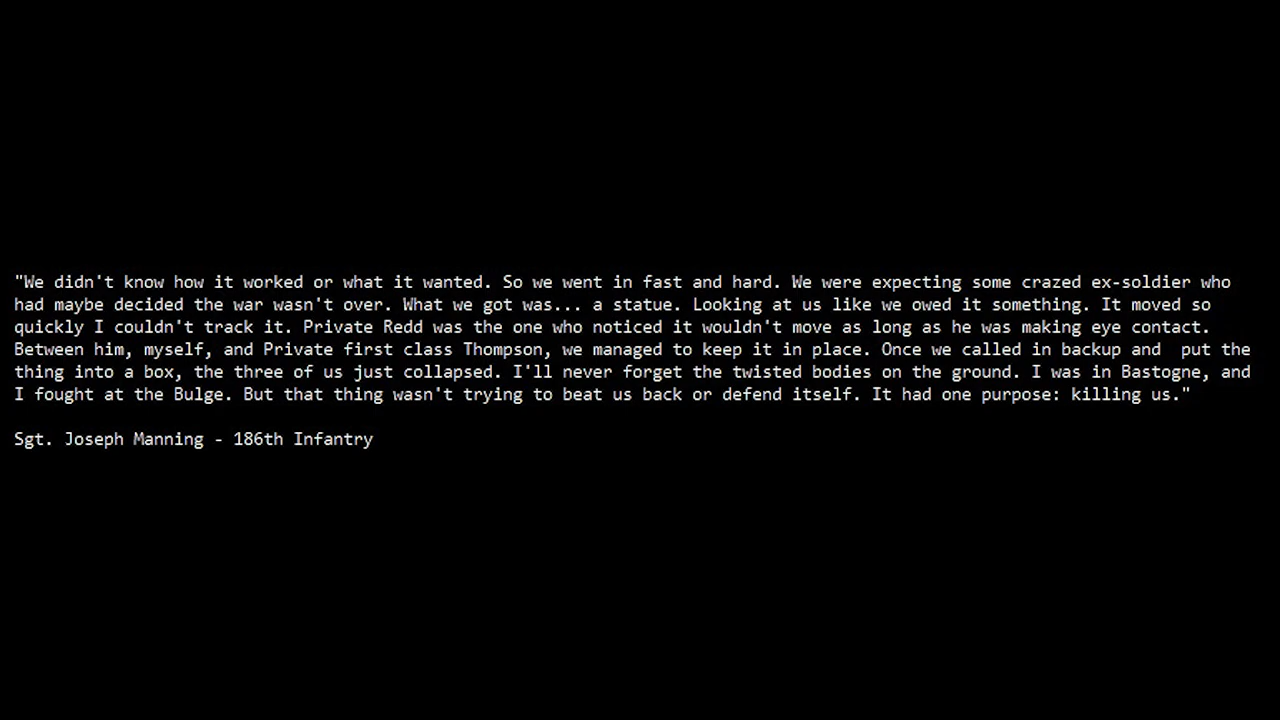 "We didn't know how it worked or what it wanted. So we went in fast and hard. We were expecting some crazed ex-soldier who
had maybe decided the war wasn't over. What we got was... a statue. Looking at us like we owed it something. It moved so
quickly I couldn't track it. Private Redd was the one who noticed it wouldn't move as long as he was making eye contact.
Between him, myself, and Private first class Thompson, we managed to keep it in place. Once we called in backup and  put the
thing into a box, the three of us just collapsed. I'll never forget the twisted bodies on the ground. I was in Bastogne, and
I fought at the Bulge. But that thing wasn't trying to beat us back or defend itself. It had one purpose: killing us."
Sgt. Joseph Manning - 186th Infantry